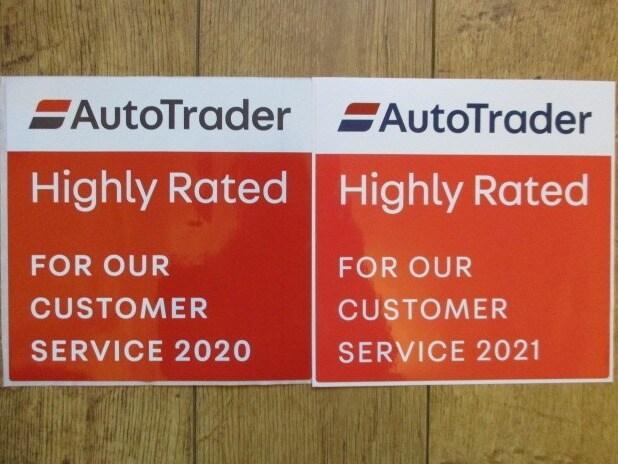 AutoTrader
Highly Rated
FOR OUR
CUSTOMER
SERVICE 2020
AutoTrader
Highly Rated
FOR OUR
CUSTOMER
SERVICE 2021